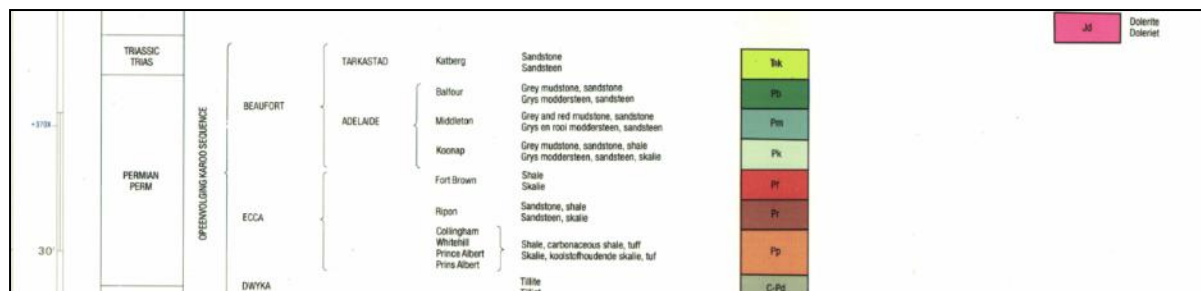 Jd
Dolerite
Doleriet
TRIASSIC
TRIAS
TARKASTAD
Katberg
Sandstone
Sandsteen
Trk
BEAUFORT
Balfour
Grey mudstone, sandstone
Grys moddersteen, sandsteen
Pb
ADELAIDE
Middleton
Grey and red mudstone, sandstone
Grys en rooi moddersteen, sandsteen
Pm
Koonap
Grey mudstone, sandstone, shale
Grys moddersteen, sandsteen, skalie
Pk
OPEENVOLGING KAROO SEQUENCE
PERMIAN
PERM
Fort Brown
Shale
Skalie
Pf
ECCA
Ripon
Sandstone, shale
Sandsteen, skalie
Pr
30'
Collingham
Whitehill
Prince Albert
Prins Albert
Shale, carbonaceous shale, tuff
Skalie, koolstofhoudende skalie, tuf
Pp
DWYKA
Tillite
C-Pd